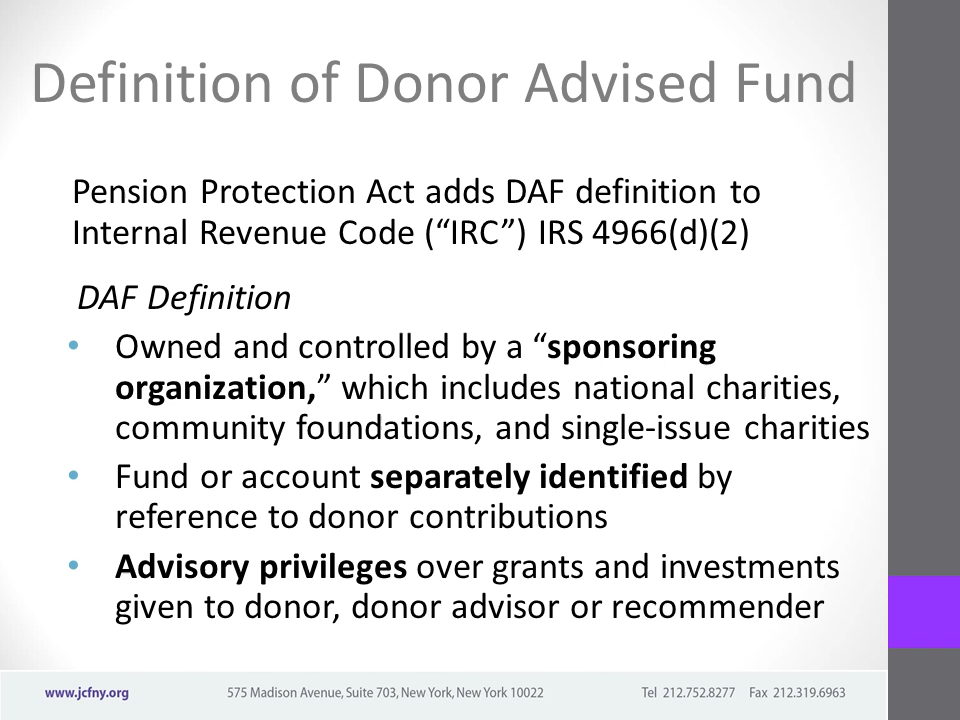 Definition of Donor Advised Fund
Pension Protection Act adds DAF definition to
Internal Revenue Code (“IRC”) IRS 4966(d)(2)
DAF Definition
• Owned and controlled by a “sponsoring
organization,” which includes national charities,
community foundations, and single-issue charities
• Fund or account separately identified by
reference to donor contributions
• Advisory privileges over grants and investments
given to donor, donor advisor or recommender
www.jcfny.org 575 Madison Avenue, Suite 703, New York, New York 10022 Tel 212.752.8277 Fax 212.319.6963